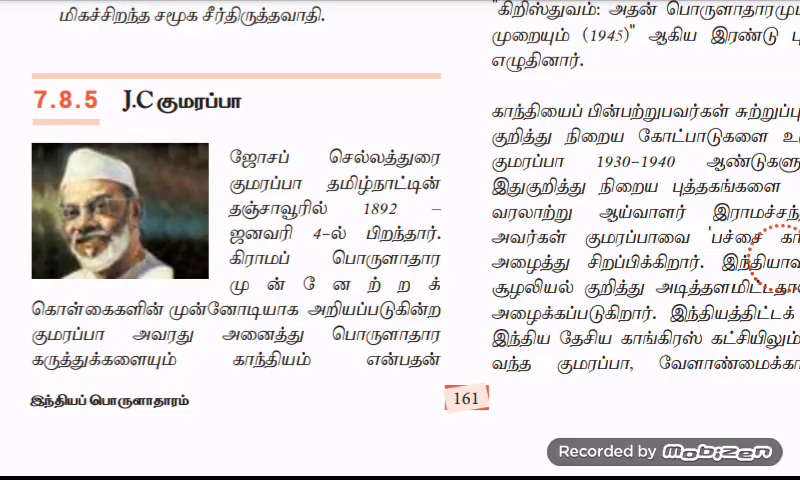 மிகச்சிறந்த சமூக சீர்திருத்தவாதி.
7.8.5 J.C குமரப்பா
ஜோசப் செல்லத்துரை
குமரப்பா தமிழ்நாட்டின்
தஞ்சாவூரில் 1892 –
ஜனவரி 4-ல் பிறந்தார்.
கிராமப் பொருளாதார
மு ன் னே ற் ற க்
கொள்கைகளின் முன்னோடியாக அறியப்படுகின்ற
குமரப்பா அவரது அனைத்து பொருளாதார
கருத்துக்களையும் காந்தியம் என்பதன்
"கிறிஸ்துவம்: அதன் பொருளாதாரமும்
முறையும் (1945)" ஆகிய இரண்டு
எழுதினார்.
காந்தியைப் பின்பற்றுபவர்கள் சுற்றுப்பு
குறித்து நிறைய கோட்பாடுகளை
குமரப்பா 1930-1940 ஆண்டுகளு
இதுகுறித்து நிறைய புத்தகங்களை
வரலாற்று ஆய்வாளர் இராமச்சந்
அவர்கள் குமரப்பாவை 'பச்சை
அழைத்து சிறப்பிக்கிறார். இந்தியாவ
சூழலியல் குறித்து அடித்தளமிட்டதா
அழைக்கப்படுகிறார். இந்தியத்திட்டக்
இந்திய தேசிய காங்கிரஸ் கட்சியிலும்
வந்த குமரப்பா, வேளாண்மைக்கா
இந்தியப் பொருளாதாரம் 161
Recorded by mobizen